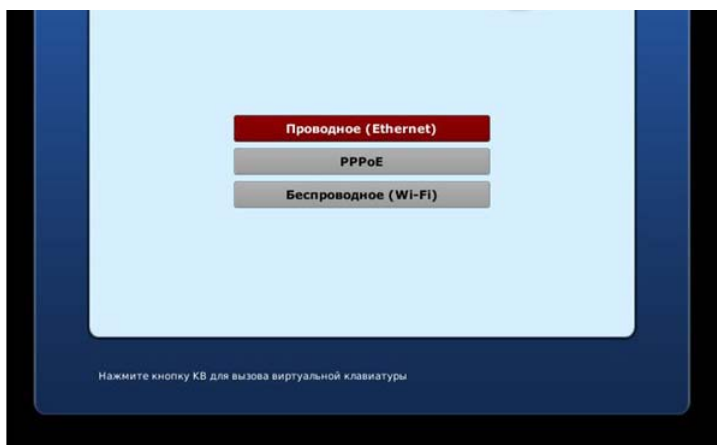 Проводное (Ethernet)
PPPoE
Беспроводное (Wi-Fi)
Нажмите кнопку КВ для вызова виртуальной клавиатуры